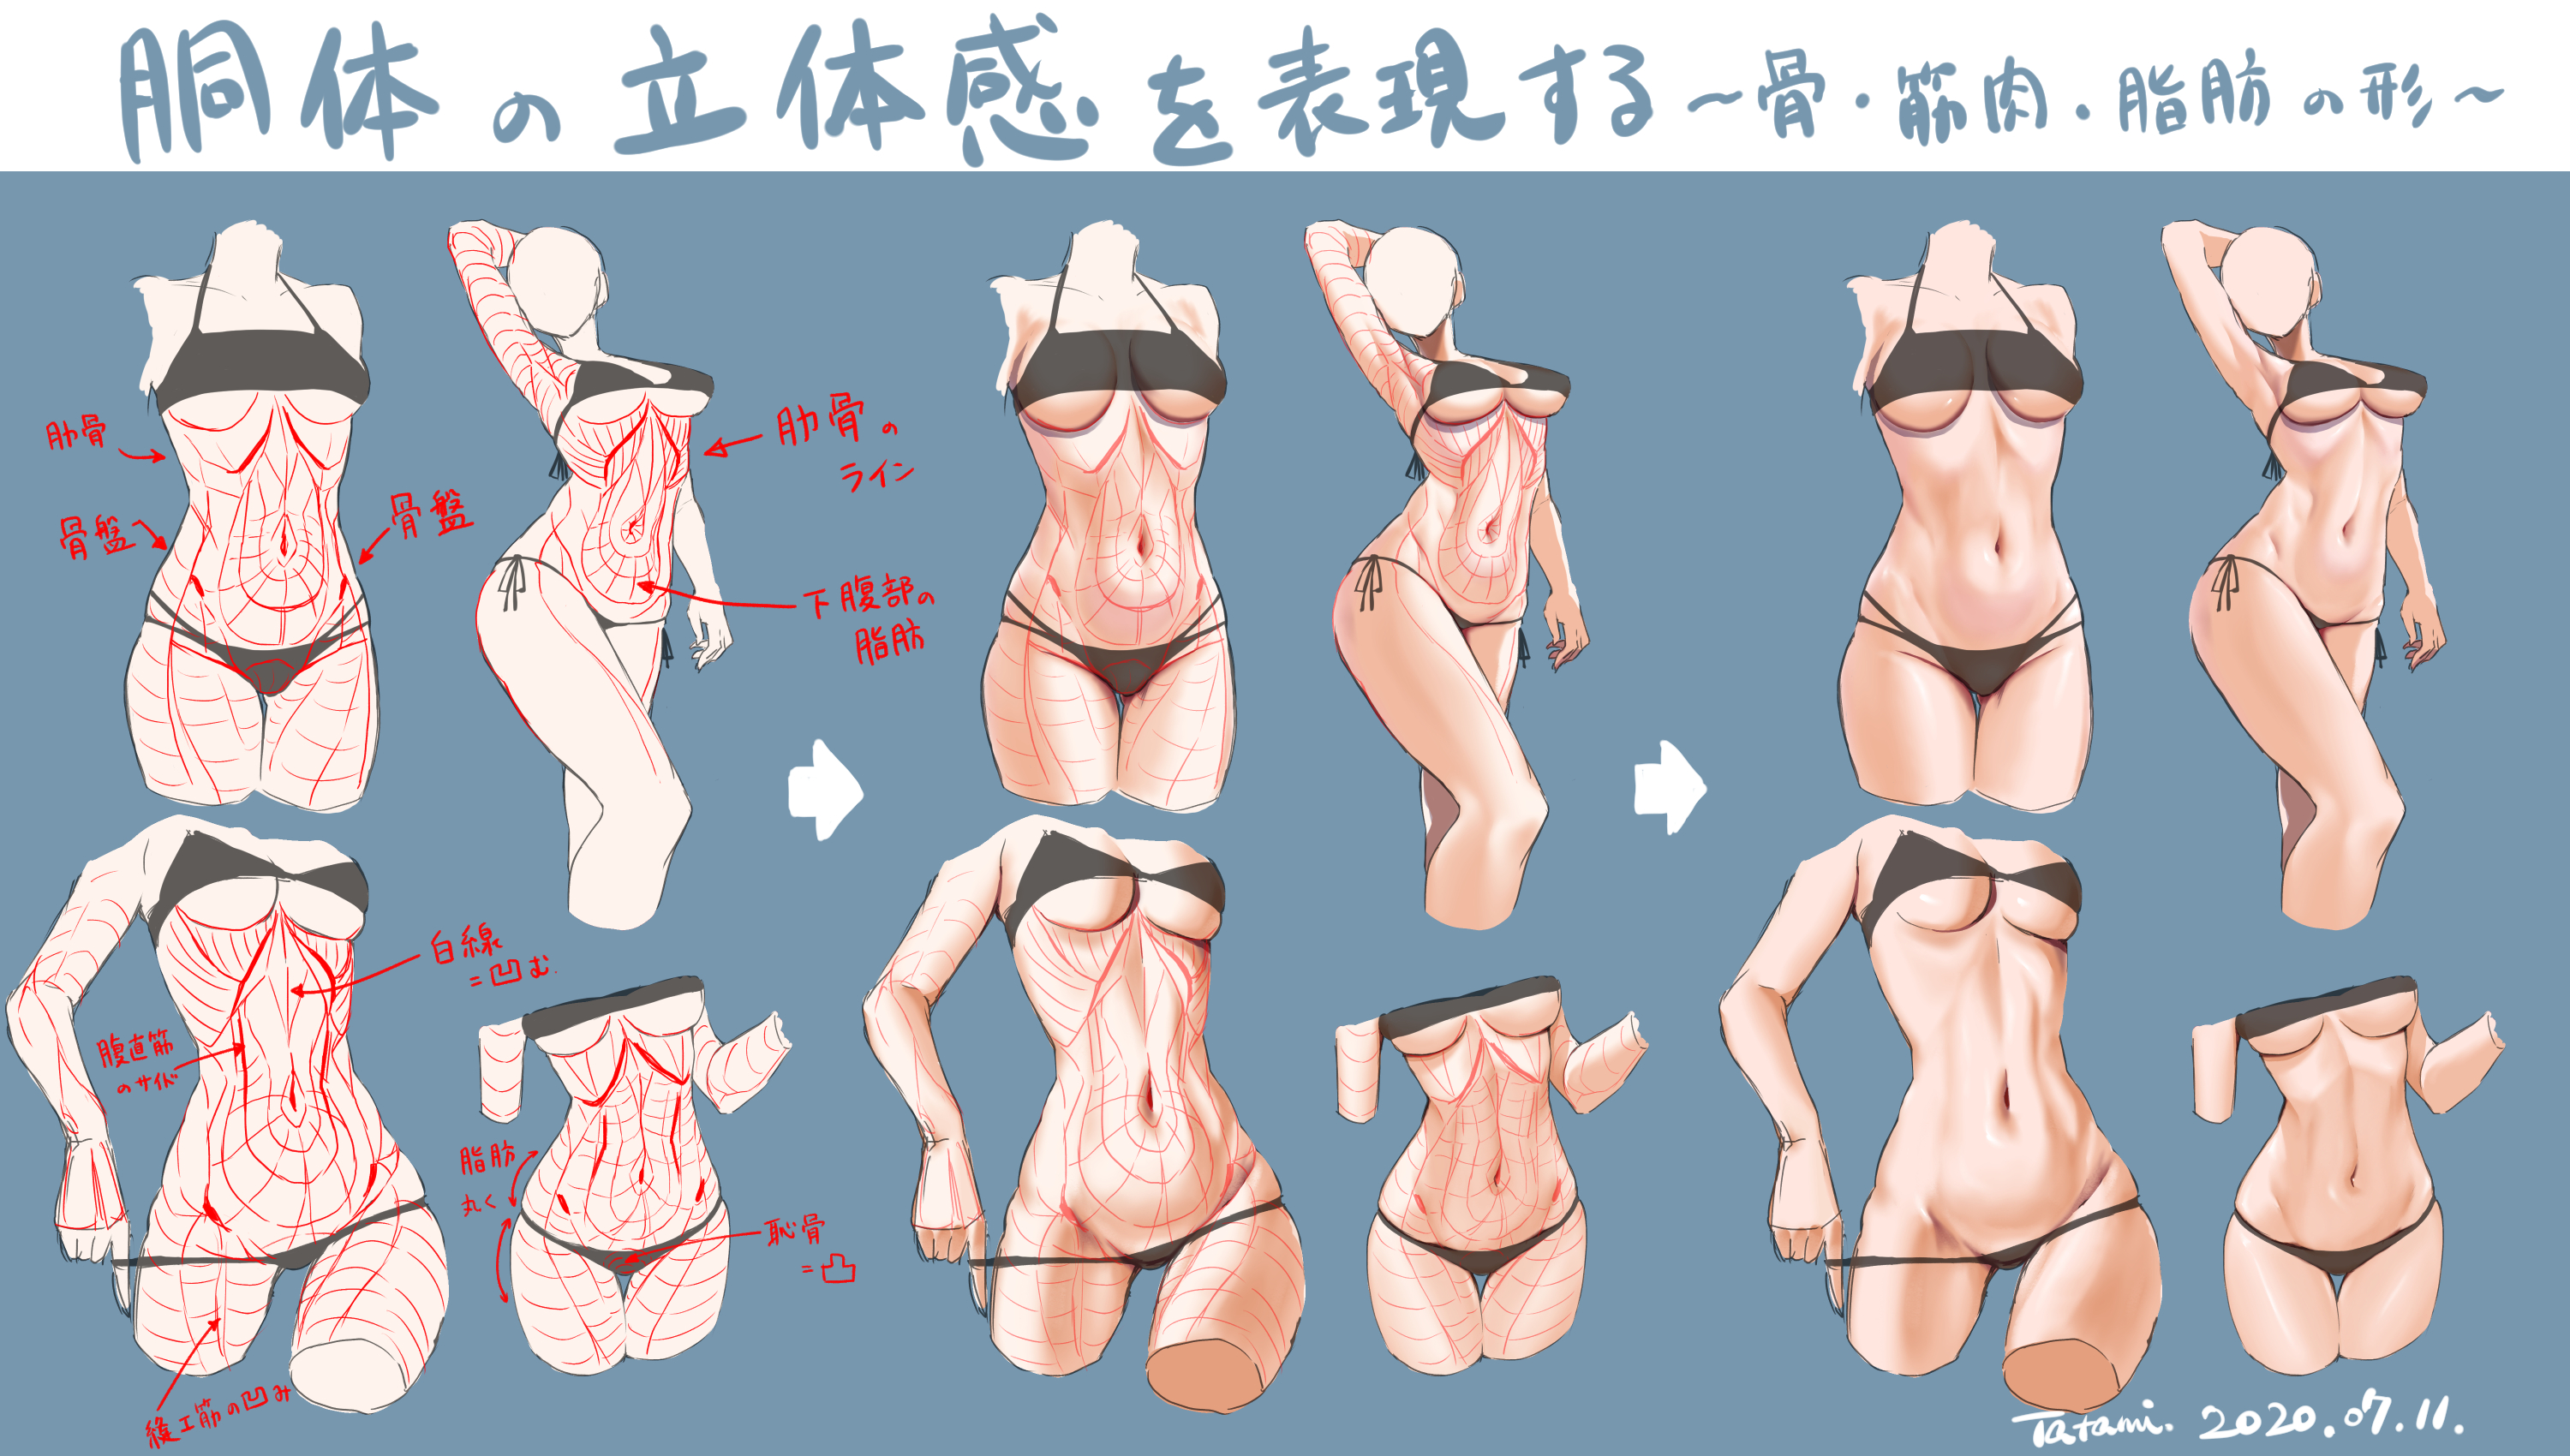 胴体の立体感を表現する〜骨・筋肉・脂肪の形〜
肋骨
骨盤
骨盤
肋骨の
ライン
下腹部の
脂肪
白線
=凹む.
腹直筋
のサイド
脂肪
丸く
恥骨
=凸
縫工筋の凹み
Tatami. 2020.07.11.